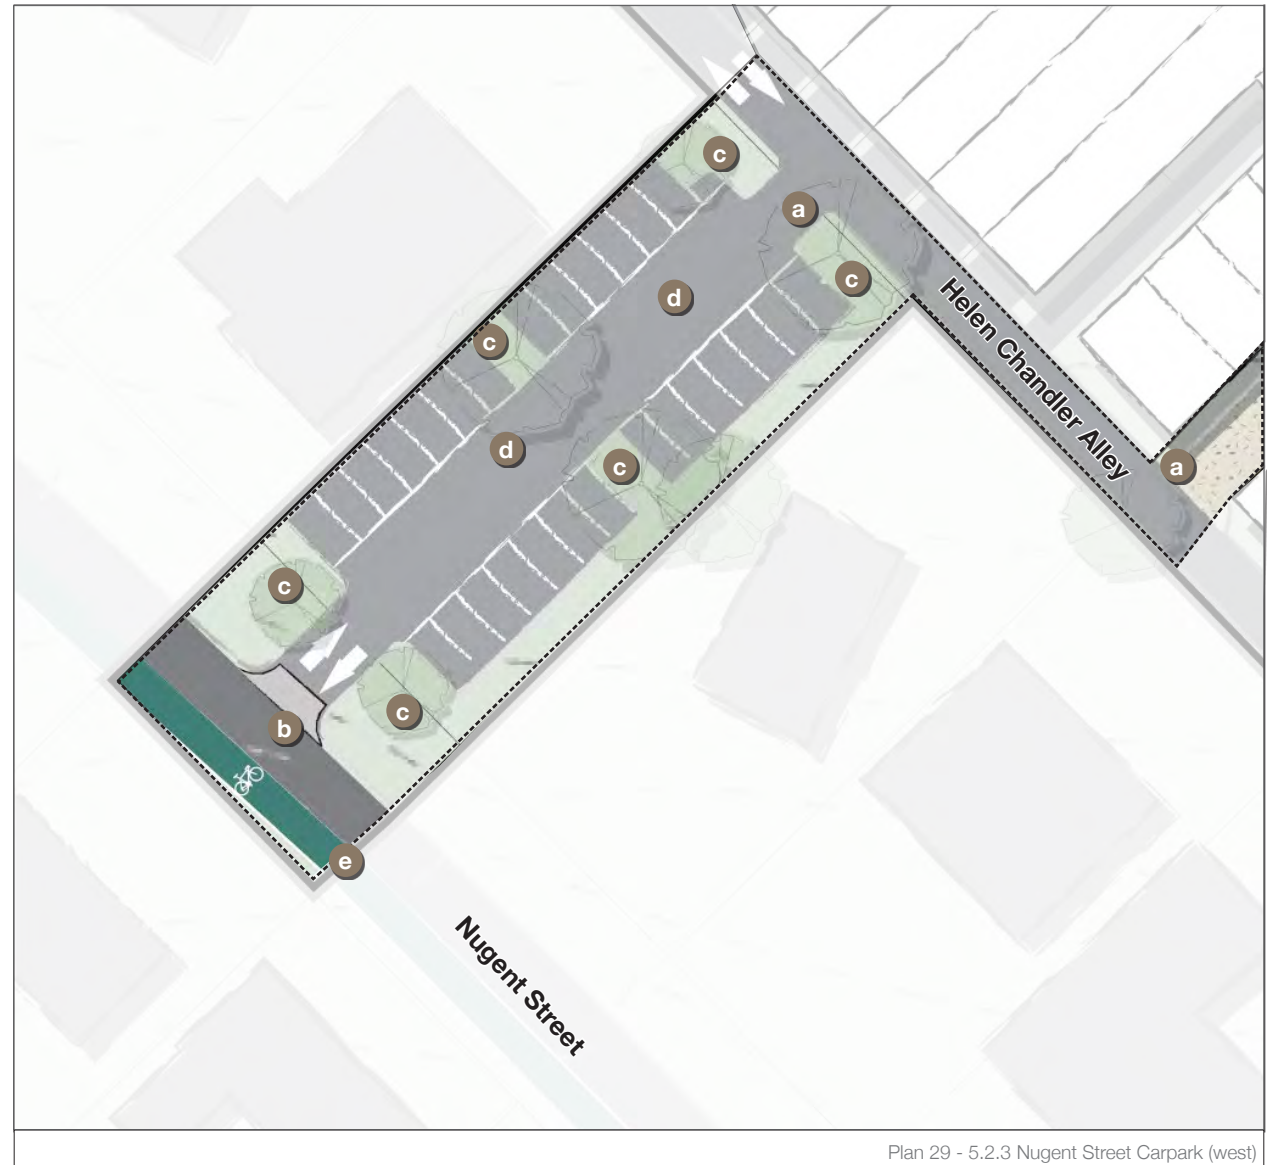 c
a
c
d
Helen Chandler Alley
c
d
c
a
c
c
b
e
Nugent Street
Plan 29 - 5.2.3 Nugent Street Carpark (west)